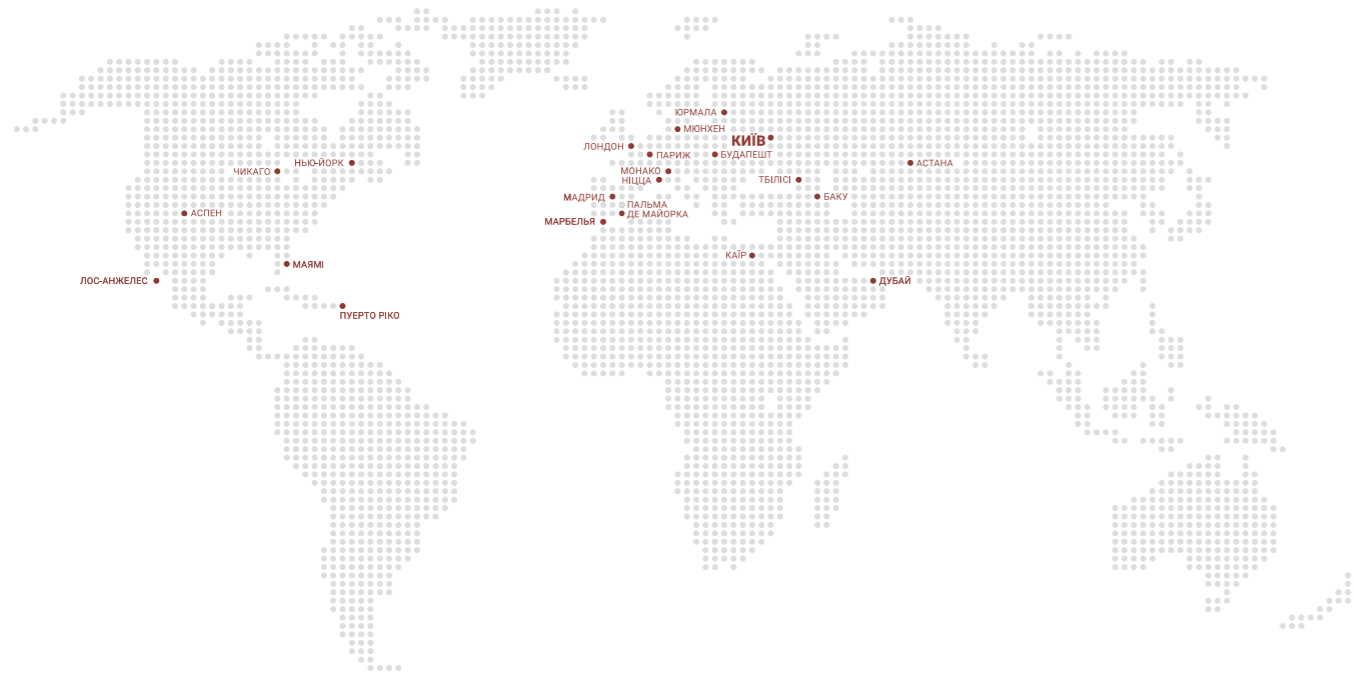 ЮРМАЛА
МЮНХЕН
КИЇВ
ЛОНДОН
ПАРИЖ
БУДАПЕШТ
НЬЮ-ЙОРК
АСТАНА
ЧИКАГО
МОНАКО
НІЦЦА
ТБІЛІСІ
МАДРИД
БАКУ
ПАЛЬМА
ДЕ МАЙОРКА
АСПЕН
МАРБЕЛЬЯ
КАЇР
МАЯМІ
ЛОС-АНЖЕЛЕС
ДУБАЙ
ПУЕРТО РІКО